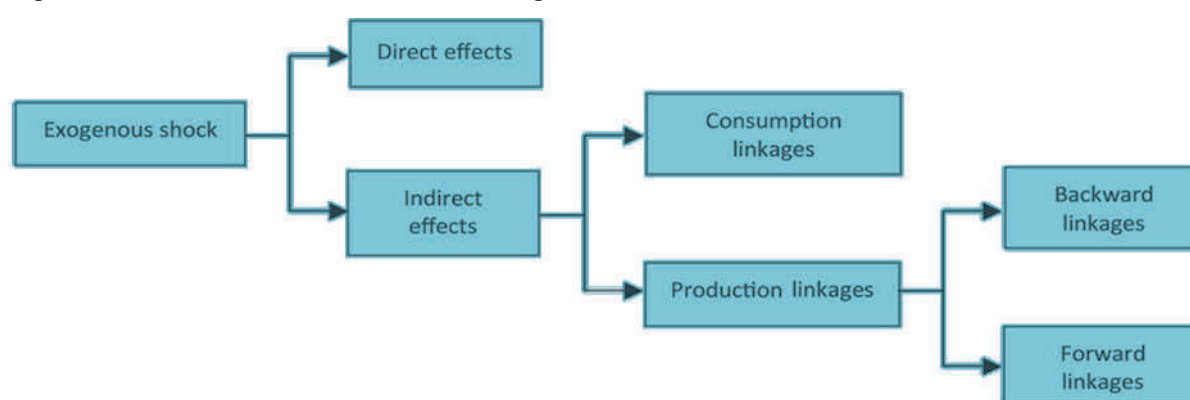 Direct effects
Exogenous shock
Consumption
linkages
Indirect
effects
Backward
linkages
Production linkages
Forward
linkages